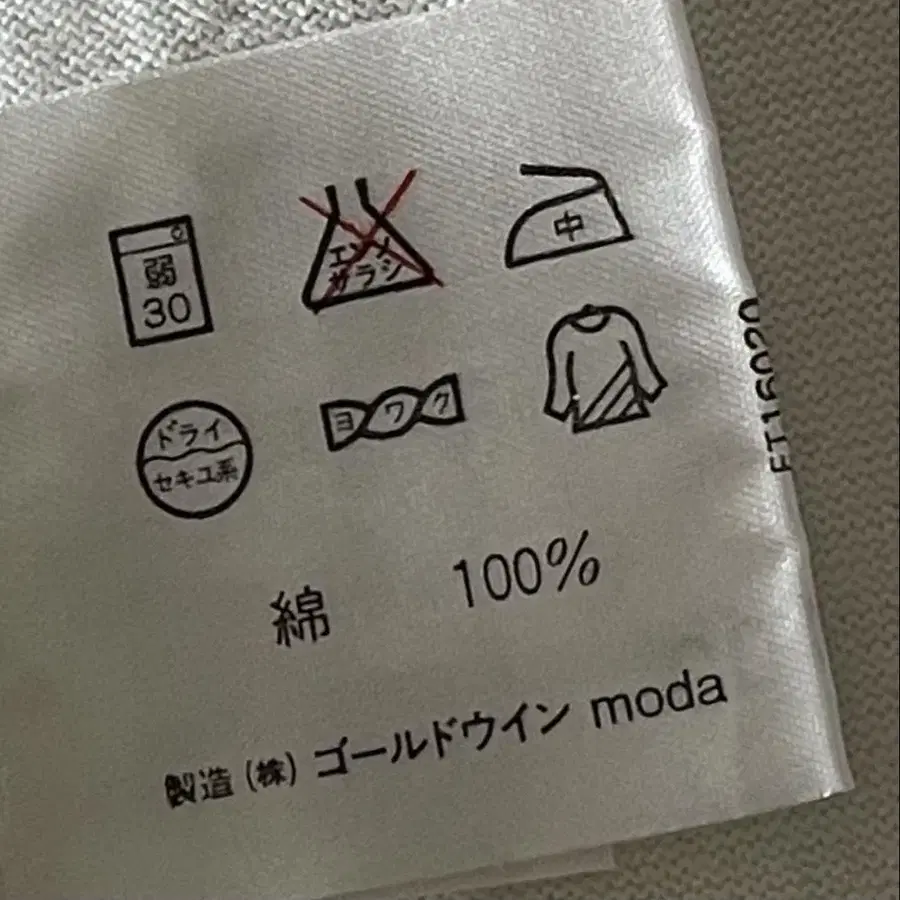 弱
30
エンソ
サラシ
中
ドライ
セキユ系
ヨワク
綿 100%
製造 (株) ゴールドウイン moda